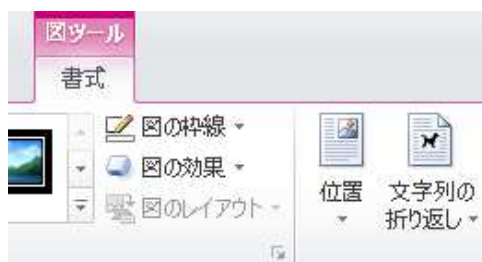 図ツール
書式
図の枠線
図の効果
図のレイアウト
位置
文字列の
折り返し